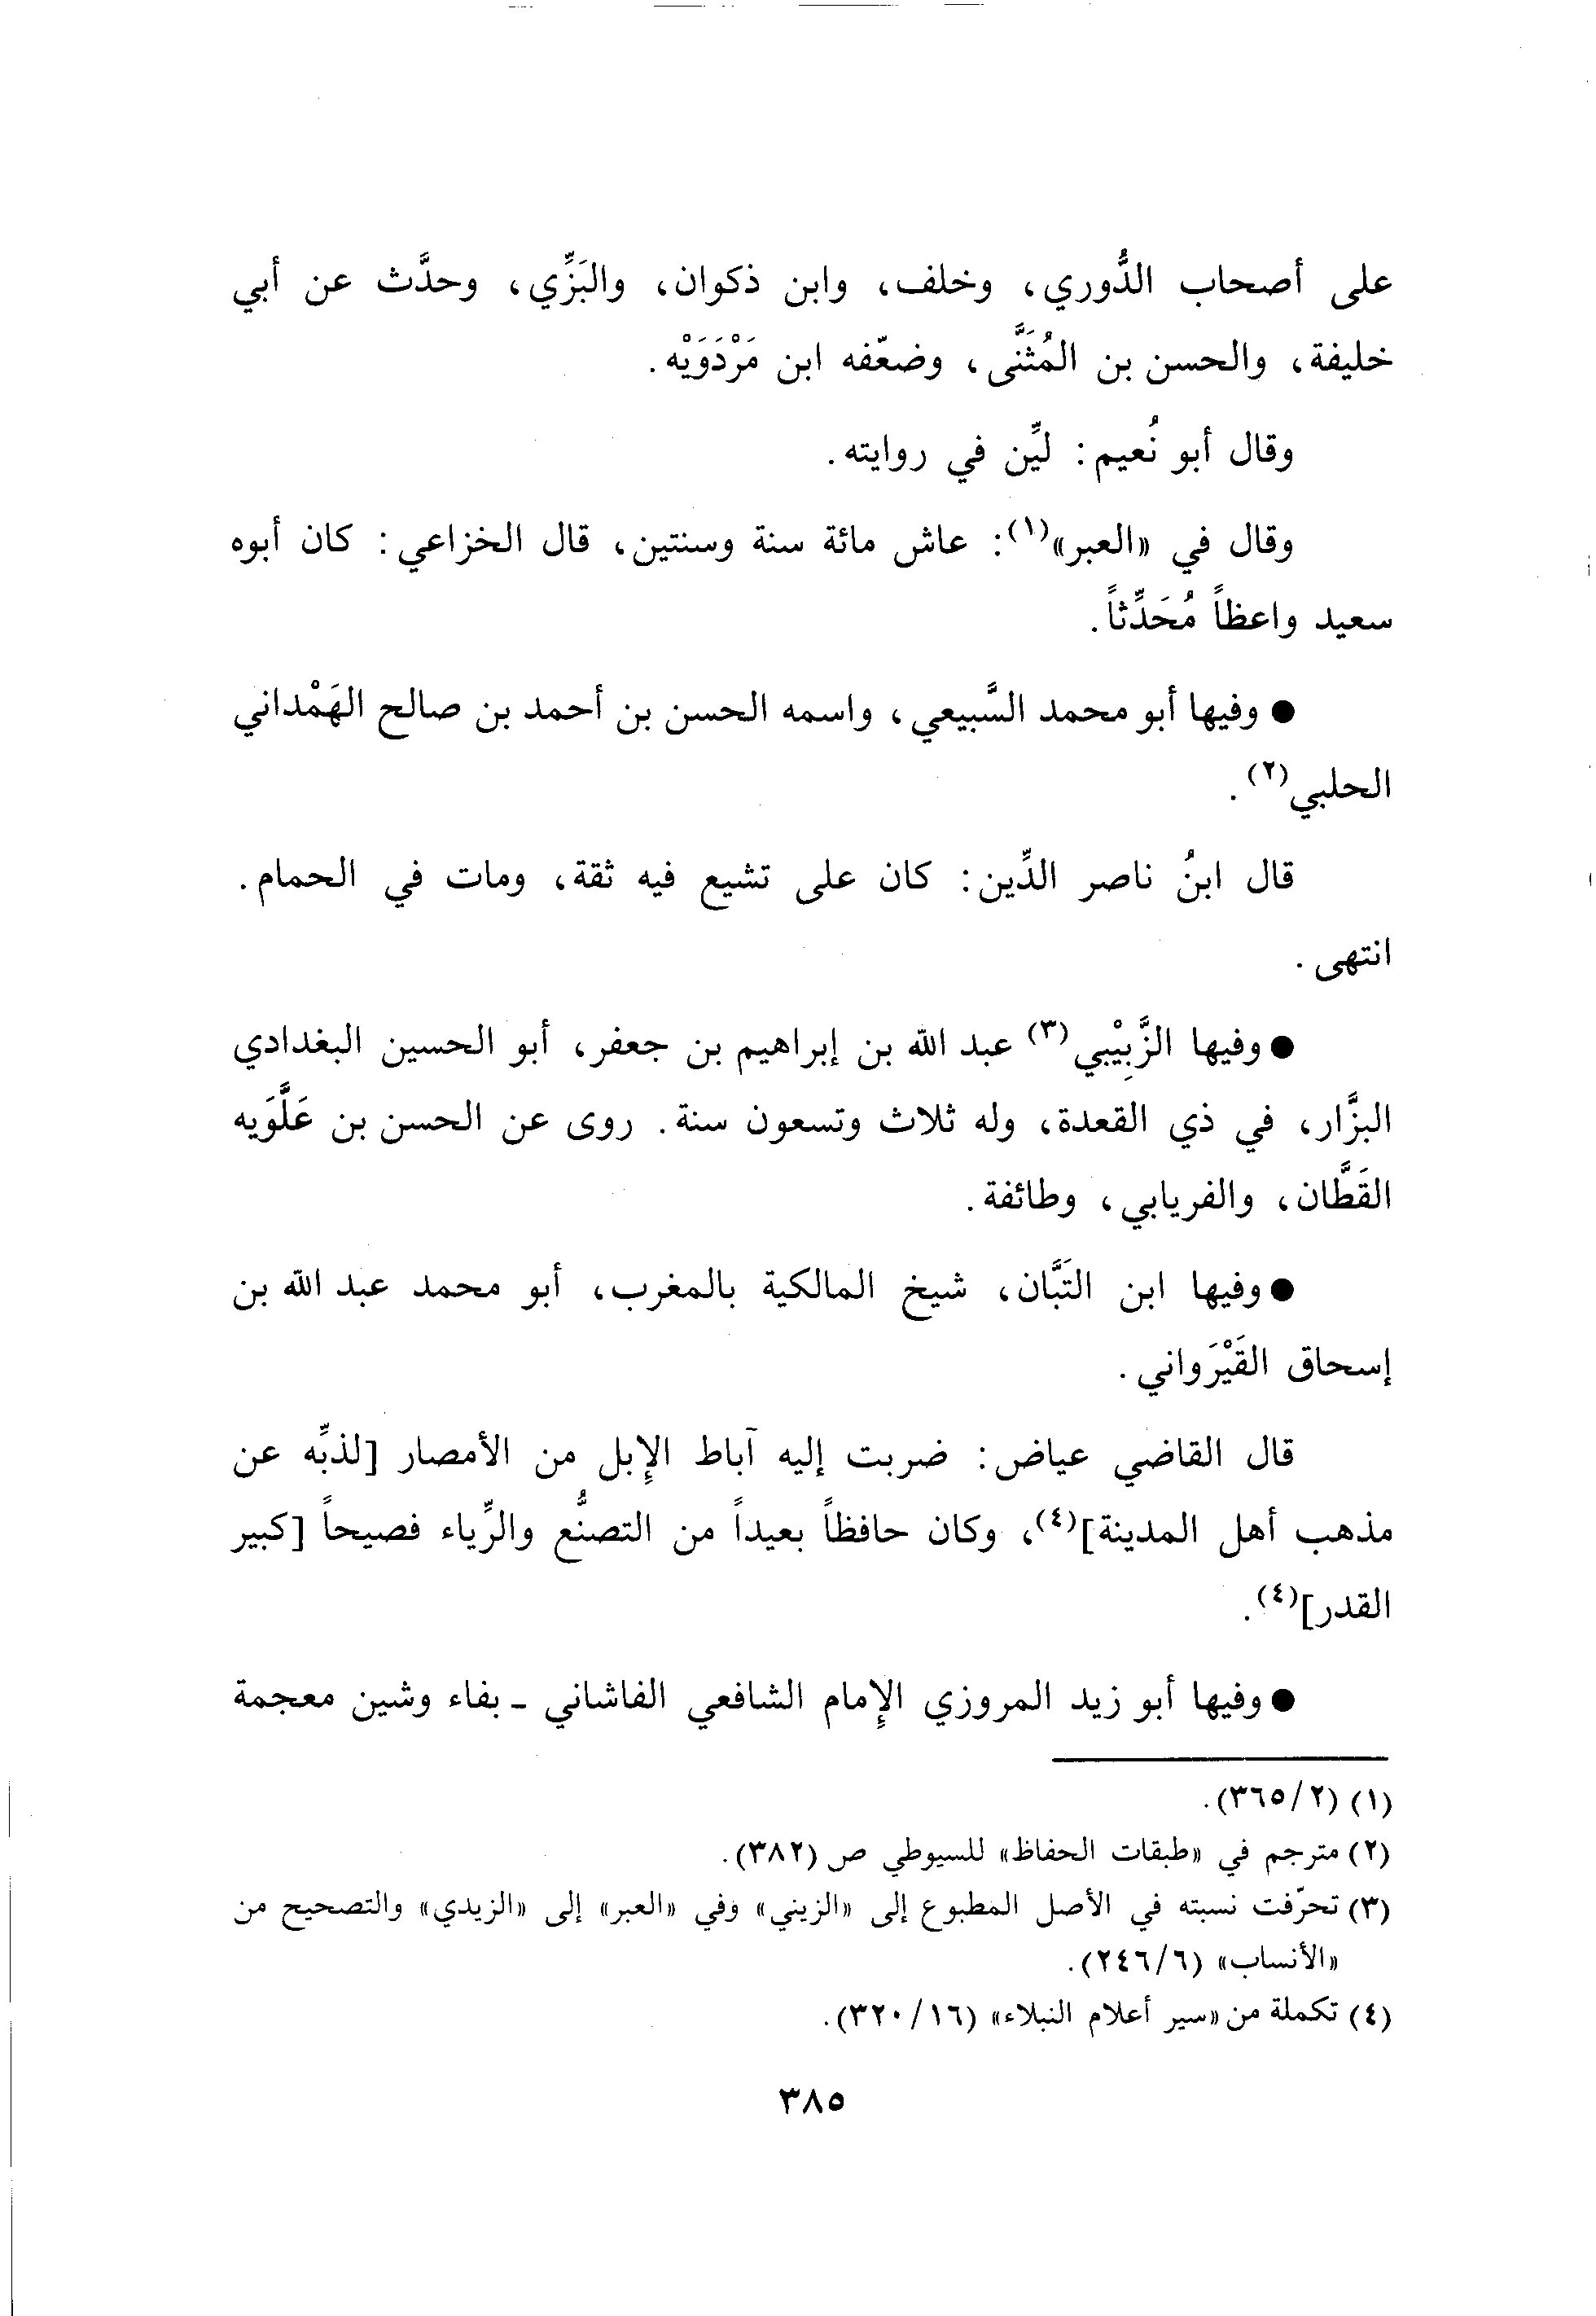 على أصحاب الدُّوري، وخلف، وابن ذكوان، والبَزِّي، وحدَّث عن أبي
خليفة، والحسن بن المُثَنَّى، وضعّفه ابن مَرْدَوَيْه.
وقال أبو نُعيم: ليِّن في روايته.
وقال في «العبر»(١): عاش مائة سنة وسنتين، قال الخزاعي: كان أبوه
سعيد واعظاً مُحَدِّثاً.
● وفيها أبو محمد السَّبيعي، واسمه الحسن بن أحمد بن صالح الهَمْداني
الحلبي(٢).
قال ابنُ ناصر الدِّين: كان على تشيع فيه ثقة، ومات في الحمام.
انتهى.
● وفيها الزَّبِيْبي(٣) عبد الله بن إبراهيم بن جعفر، أبو الحسين البغدادي
البزَّار، في ذي القعدة، وله ثلاث وتسعون سنة. روى عن الحسن بن عَلَّوَيه
القَطَّان، والفريابي، وطائفة.
● وفيها ابن التَبَّان، شيخ المالكية بالمغرب، أبو محمد عبد الله بن
إسحاق القَيْرَواني.
قال القاضي عياض: ضربت إليه آباط الإِبل من الأمصار [لذبِّه عن
مذهب أهل المدينة](٤)، وكان حافظاً بعيداً من التصنُّع والرِّياء فصيحاً [كبير
القدر](٤).
● وفيها أبو زيد المروزي الإِمام الشافعي الفاشاني ـ بفاء وشين معجمة
(١) (٢/٣٦٥).
(٢) مترجم في «طبقات الحفاظ» للسيوطي ص (٣٨٢).
(٣) تحرّفت نسبته في الأصل المطبوع إلى «الزيني» وفي «العبر» إلى «الزيدي» والتصحيح من
«الأنساب» (٦/٢٤٦).
(٤) تكملة من «سير أعلام النبلاء» (١٦/٣٢٠).
٣٨٥